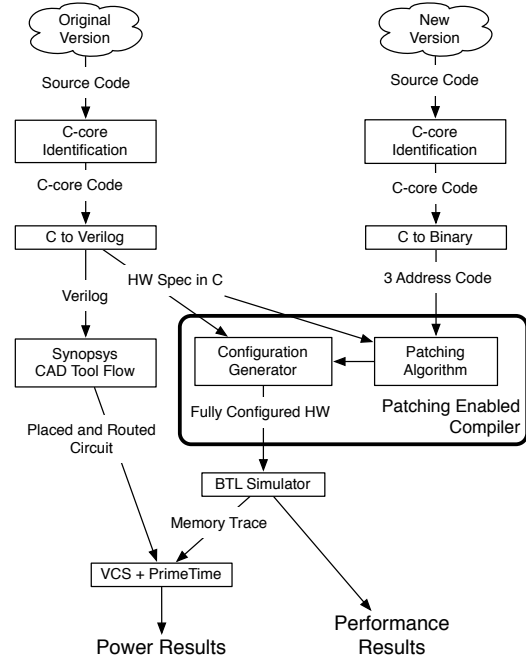 Original
Version
New
Version
Source Code
Source Code
C-core
Identification
C-core
Identification
C-core Code
C-core Code
C to Verilog
C to Binary
HW Spec in C
3 Address Code
Verilog
Synopsys
CAD Tool Flow
Configuration
Generator
Patching
Algorithm
Fully Configured HW
Patching Enabled
Compiler
Placed and Routed
Circuit
BTL Simulator
Memory Trace
VCS + PrimeTime
Power Results
Performance
Results